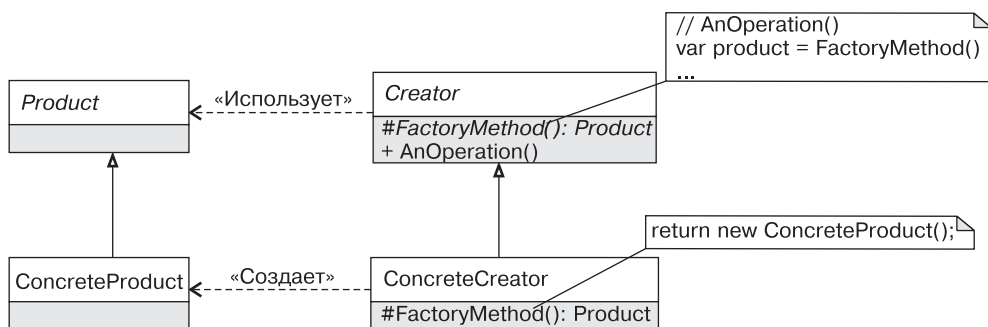 // AnOperation()
var product = FactoryMethod()
...
Product
«Использует»
Creator
#FactoryMethod(): Product
+ AnOperation()
return new ConcreteProduct();
ConcreteProduct
«Создает»
ConcreteCreator
#FactoryMethod(): Product